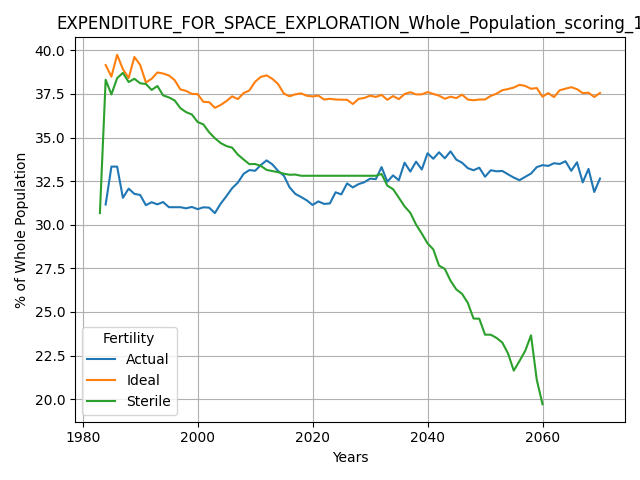 EXPENDITURE_FOR_SPACE_EXPLORATION_Whole_Population_scoring_1
% of Whole Population
40.0
37.5
35.0
32.5
30.0
27.5
25.0
22.5
20.0
Fertility
Actual
Ideal
Sterile
1980
2000
2020
2040
2060
Years